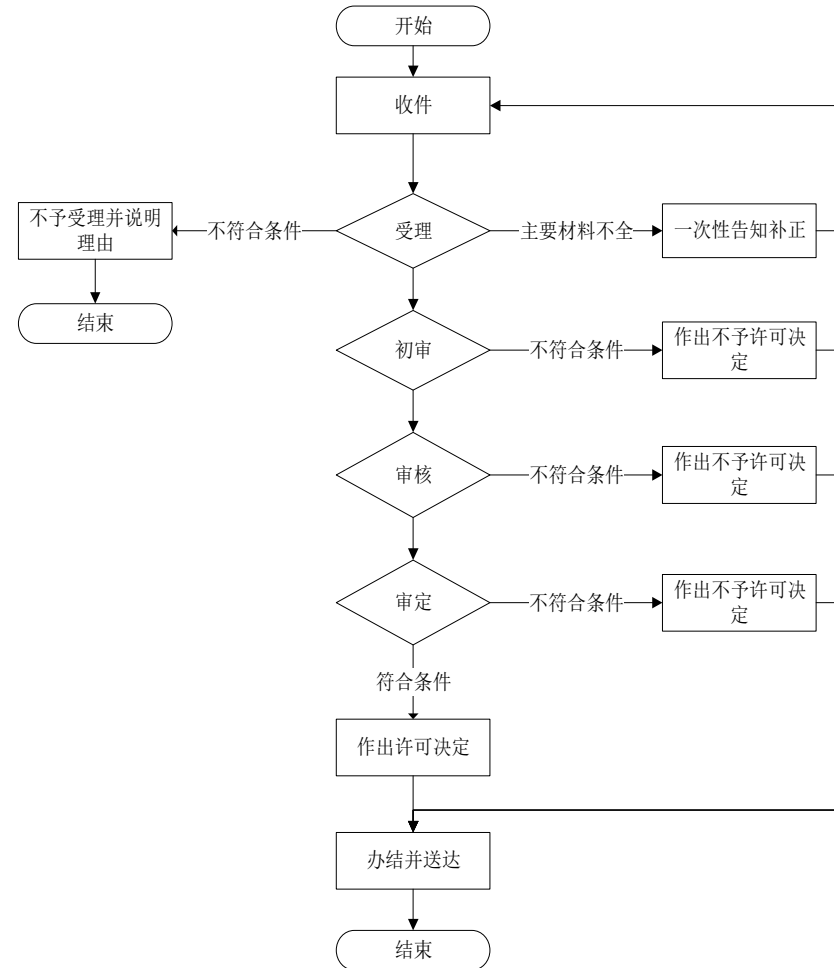 开始
收件
不予受理并说明
理由
不符合条件
受理
主要材料不全
一次性告知补正
结束
初审
不符合条件
作出不予许可决
定
审核
不符合条件
作出不予许可决
定
审定
不符合条件
作出不予许可决
定
符合条件
作出许可决定
办结并送达
结束